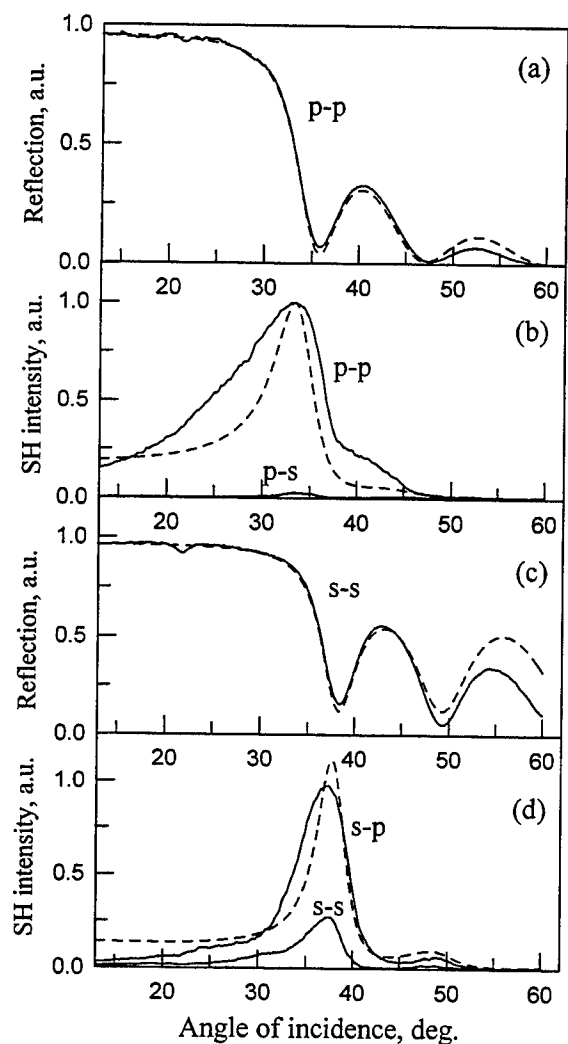 1.0
(a)
Reflection, a.u.
p-p
0.5
0.0
20 30 40 50 60
1.0
(b)
SH intensity, a.u.
p-p
0.5
p-s
0.0
20 30 40 50 60
1.0
(c)
Reflection, a.u.
s-s
0.5
0.0
20 30 40 50 60
1.0
(d)
SH intensity, a.u.
s-p
0.5
s-s
0.0
20 30 40 50 60
Angle of incidence, deg.